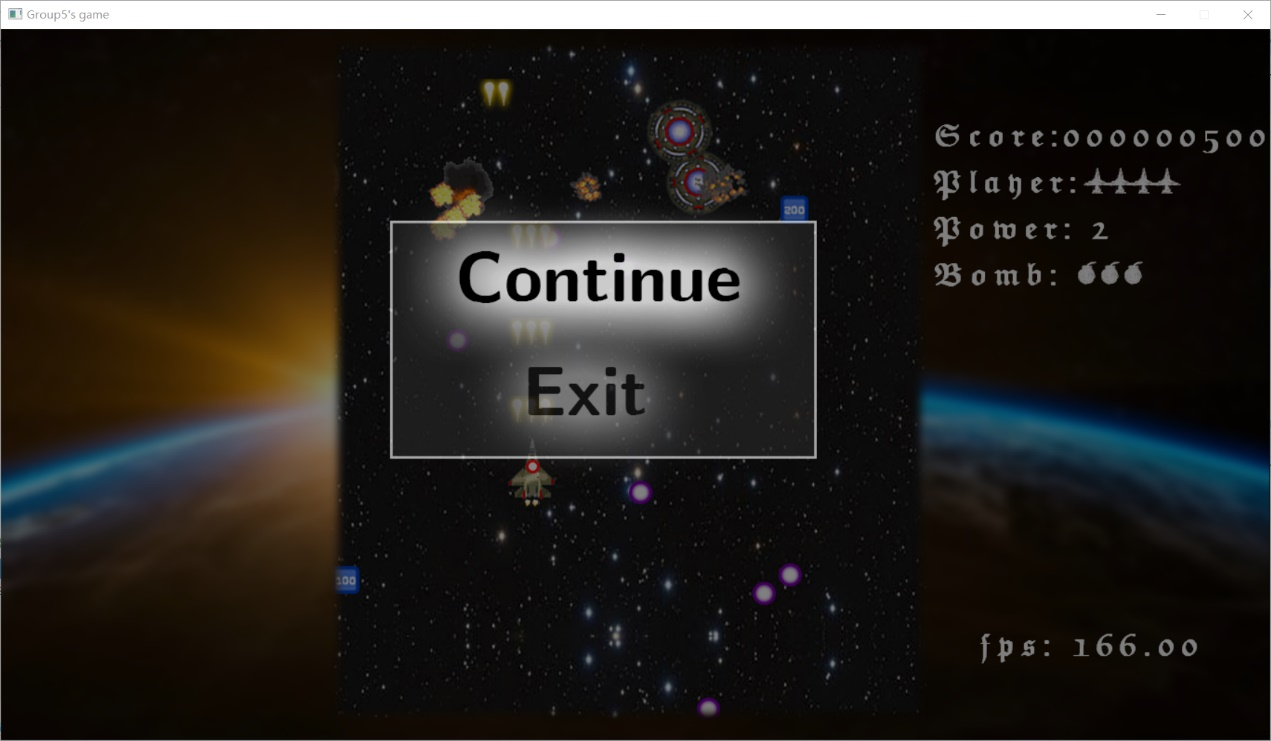 Group5's game
Score:000000500
Player:
Power: 2
Bomb:
200
Continue
Exit
100
fps: 166.00